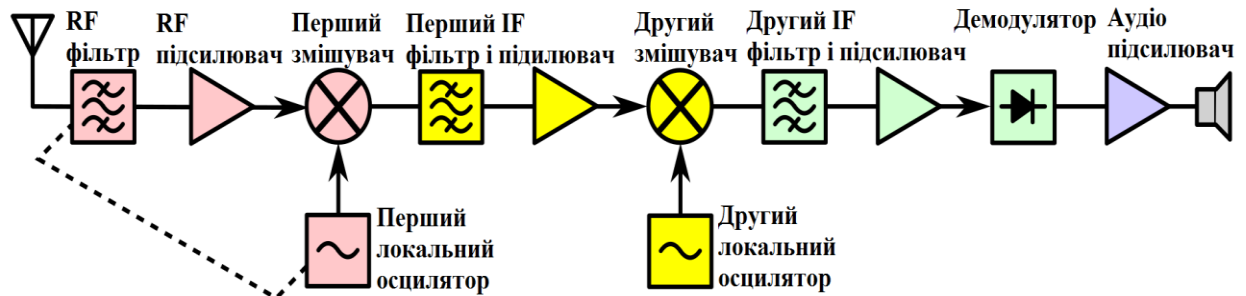 RF
фільтр
RF
підсилювач
Перший
змішувач
Перший IF
фільтр і підилювач
Другий
змішувач
Другий IF
фільтр і підсилювач
Демодулятор
Аудіо
підсилювач
Перший
локальний
осцилятор
Другий
локальний
осцилятор